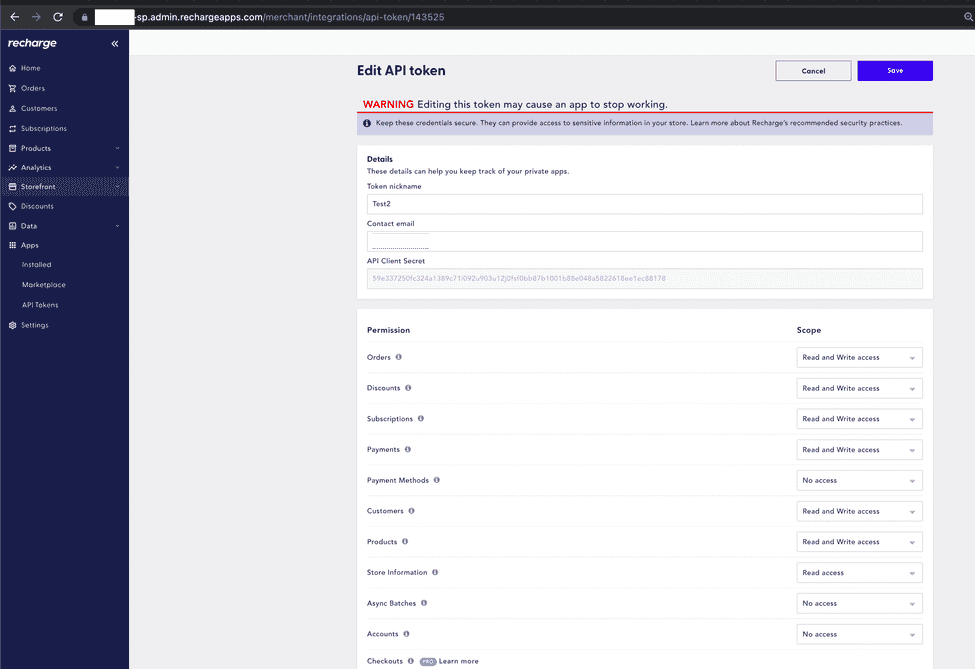 -sp.admin.rechargeapps.com/merchant/integrations/api-token/143525
recharge
Home
Orders
Customers
Subscriptions
Products
Analytics
Storefront
Discounts
Data
Apps
Installed
Marketplace
API Tokens
Settings
Edit API token
Cancel
Save
WARNING Editing this token may cause an app to stop working.
Keep these credentials secure. They can provide access to sensitive information in your store. Learn more about Recharge's recommended security practices.
Details
These details can help you keep track of your private apps.
Token nickname
Test2
Contact email
API Client Secret
Permission Scope
Orders Read and Write access
Discounts Read and Write access
Subscriptions Read and Write access
Payments Read and Write access
Payment Methods No access
Customers Read and Write access
Products Read and Write access
Store Information Read access
Async Batches No access
Accounts No access
Checkouts PRO Learn more